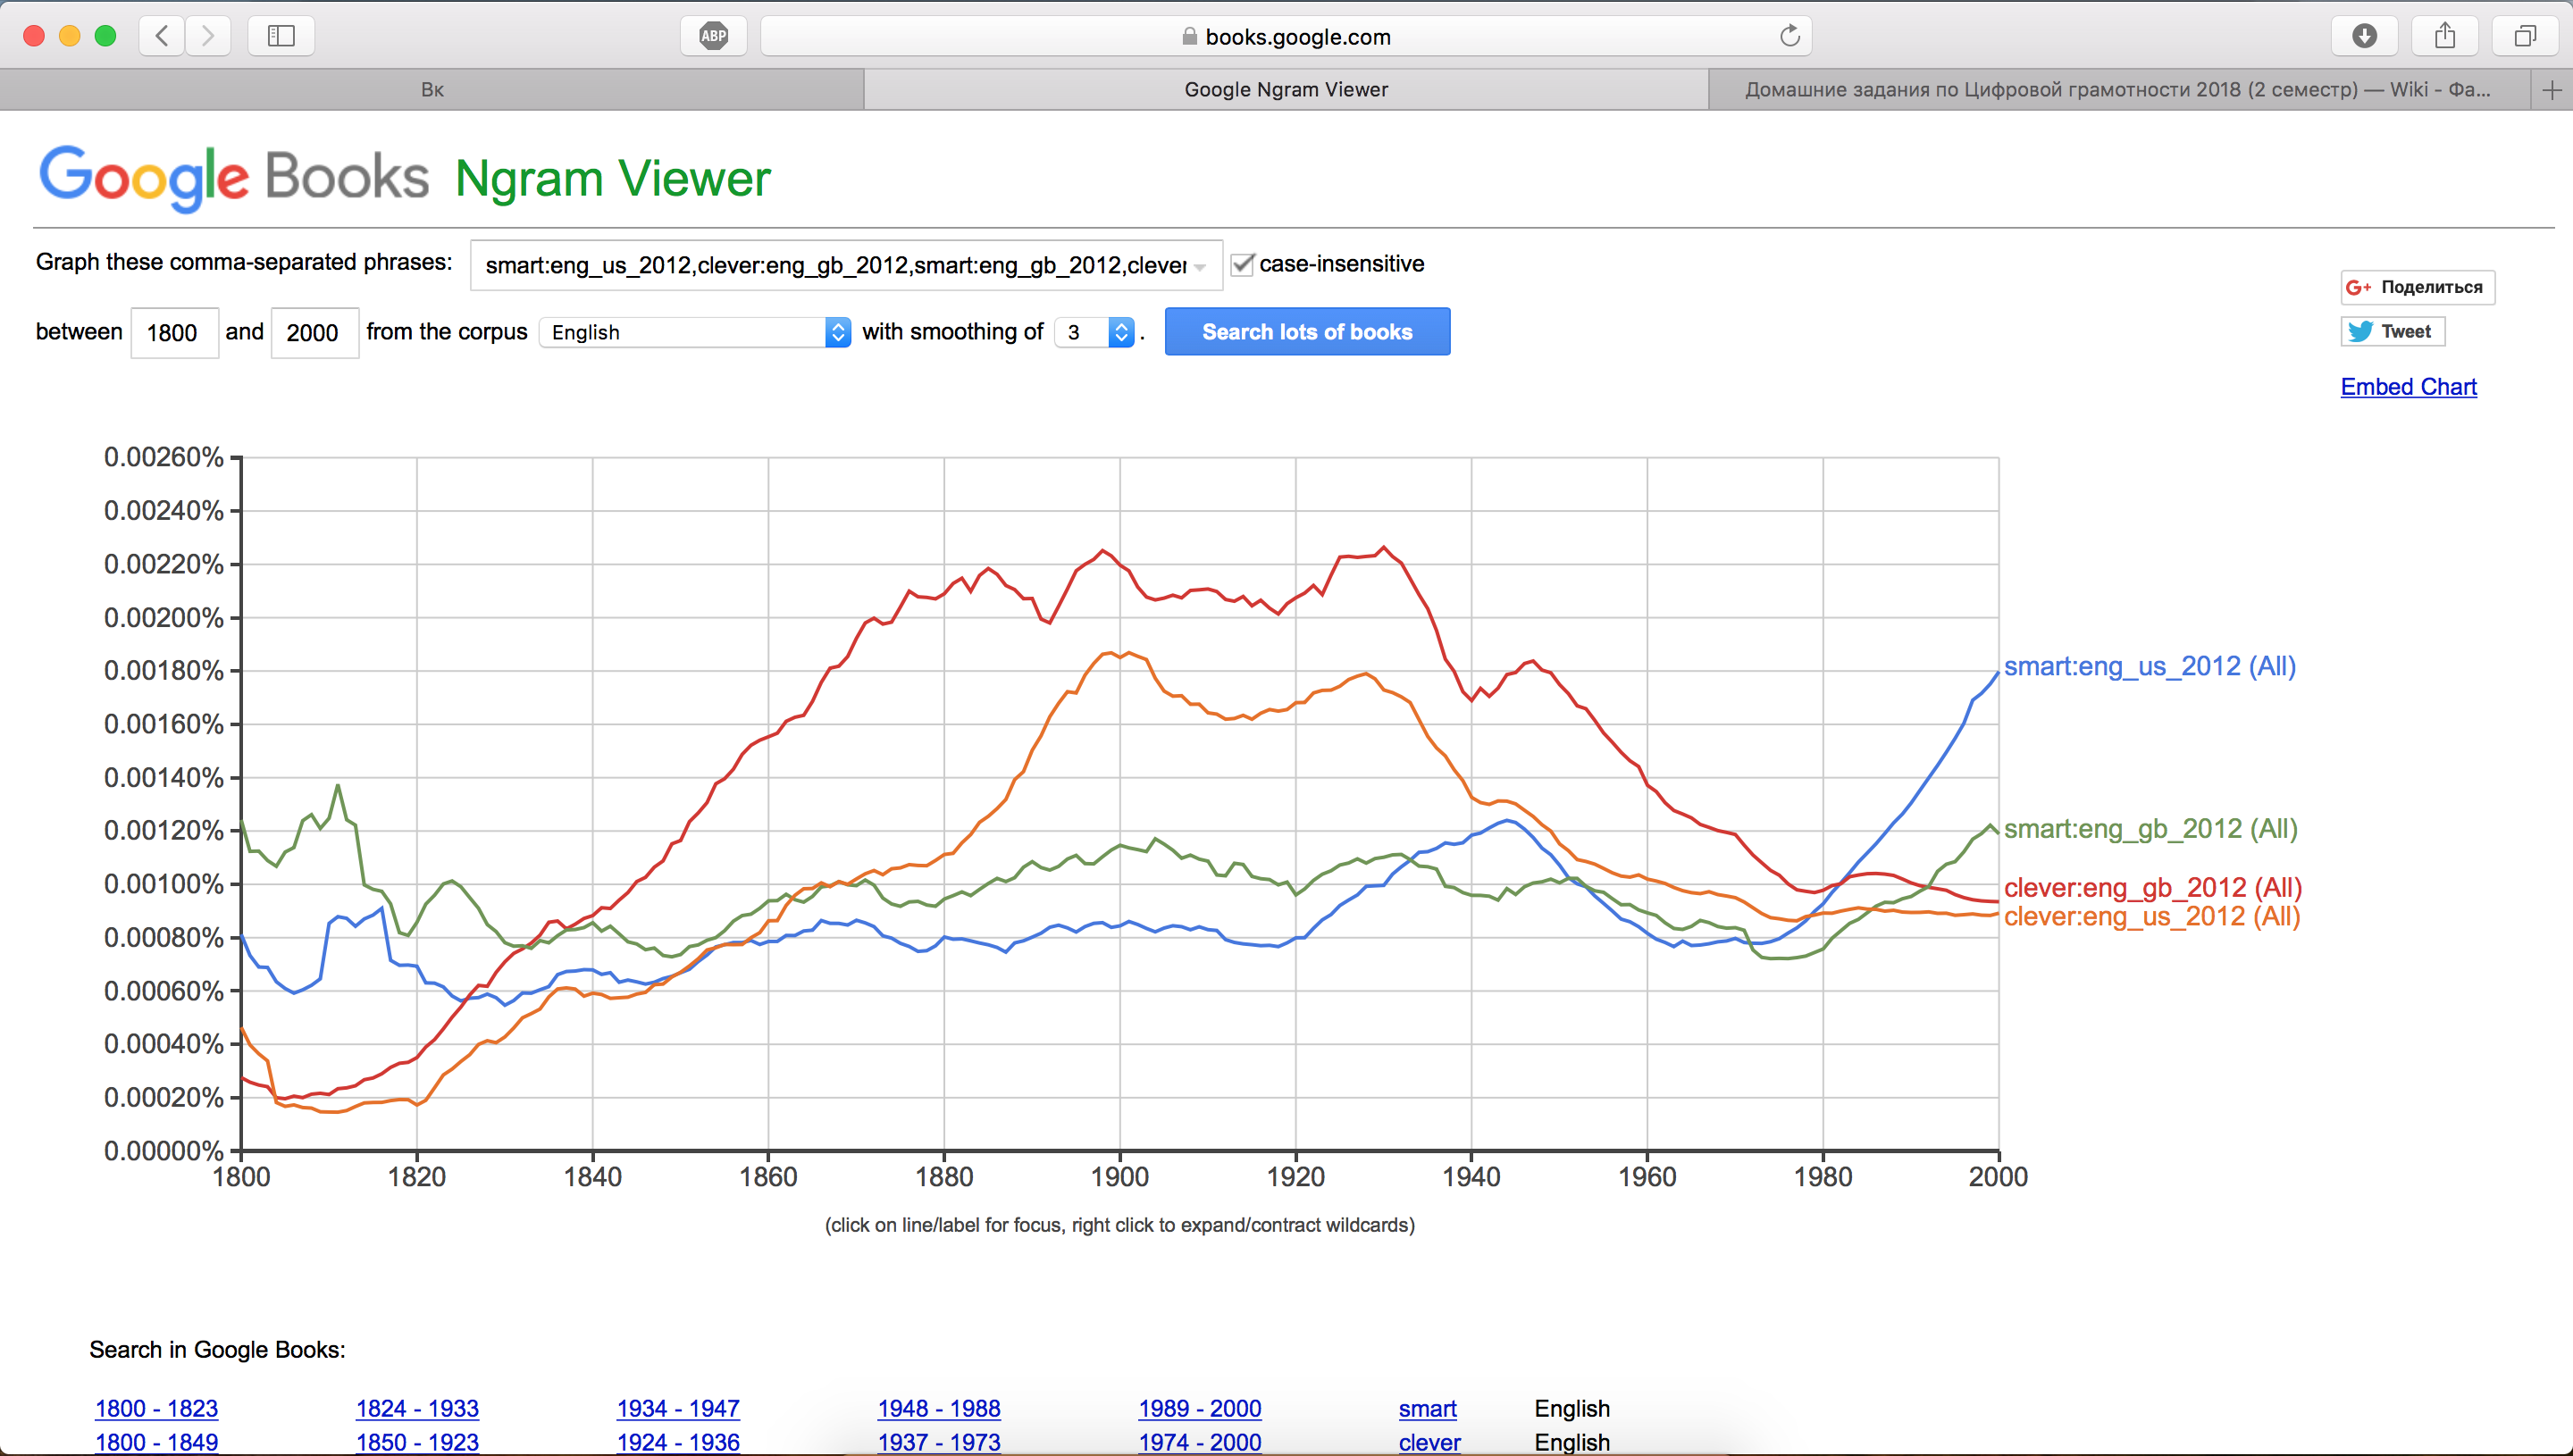 ABP
books.google.com
Вк
Google Ngram Viewer
Домашние задания по Цифровой грамотности 2018 (2 семестр) — Wiki - Фа...
Google Books Ngram Viewer
Graph these comma-separated phrases: smart:eng_us_2012,clever:eng_gb_2012,smart:eng_gb_2012,clever case-insensitive
between 1800 and 2000 from the corpus English with smoothing of 3 . Search lots of books
G+ Поделиться
Tweet
Embed Chart
0.00260%
0.00240%
0.00220%
0.00200%
0.00180%
0.00160%
0.00140%
0.00120%
0.00100%
0.00080%
0.00060%
0.00040%
0.00020%
0.00000%
smart:eng_us_2012 (All)
smart:eng_gb_2012 (All)
clever:eng_gb_2012 (All)
clever:eng_us_2012 (All)
1800 1820 1840 1860 1880 1900 1920 1940 1960 1980 2000
(click on line/label for focus, right click to expand/contract wildcards)
Search in Google Books:
1800 - 1823 1824 - 1933 1934 - 1947 1948 - 1988 1989 - 2000 smart English
1800 - 1849 1850 - 1923 1924 - 1936 1937 - 1973 1974 - 2000 clever English